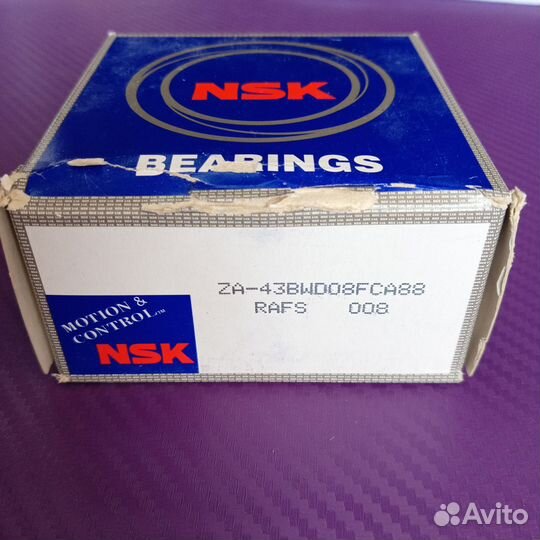 NSK
BEARINGS
ZA-43BWD08FCA88
RAFS 008
MOTION &
CONTROL™
NSK
Avito